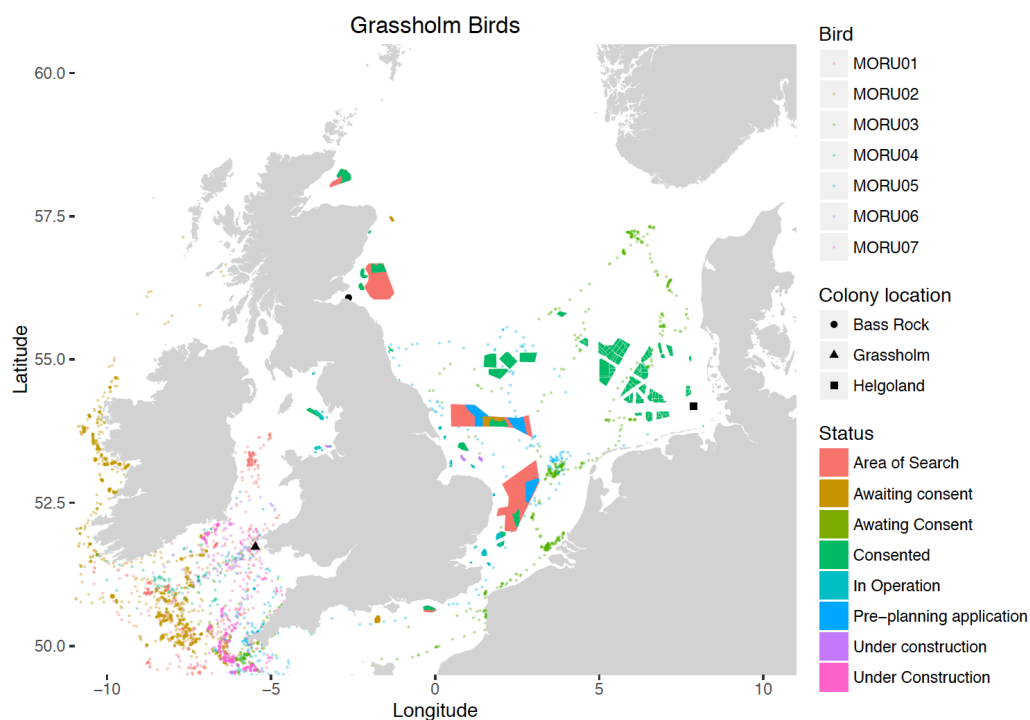 Grassholm Birds
Bird
MORU01
MORU02
MORU03
MORU04
MORU05
MORU06
MORU07
Colony location
Bass Rock
Grassholm
Helgoland
Status
Area of Search
Awaiting consent
Awating Consent
Consented
In Operation
Pre−planning application
Under construction
Under Construction
Latitude
60.0
57.5
55.0
52.5
50.0
−10
−5
0
5
10
Longitude